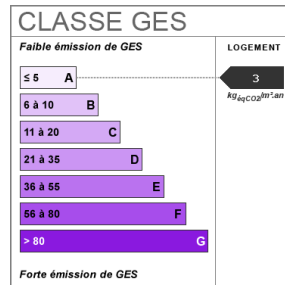 CLASSE GES
Faible émission de GES
LOGEMENT
≤ 5 A
3
kgéqCO2/m².an
6 à 10 B
11 à 20 C
21 à 35 D
36 à 55 E
56 à 80 F
> 80 G
Forte émission de GES